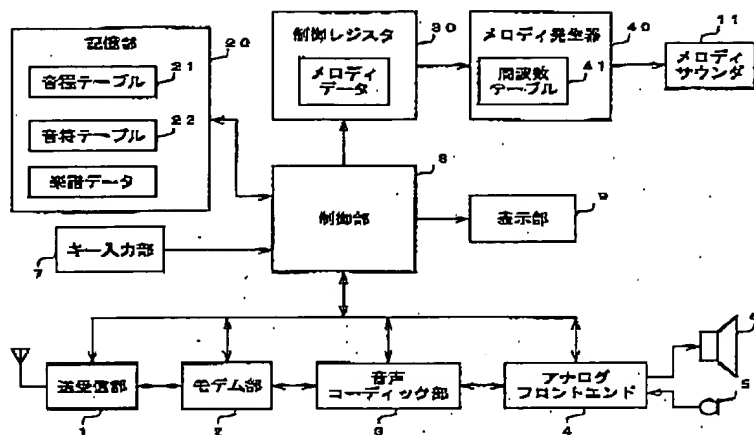 記憶部
20
音程テーブル
21
音符テーブル
22
楽譜データ
制御レジスタ
30
メロディ
データ
メロディ発生器
40
周波数
テーブル
41
11
メロディ
サウンダ
制御部
8
表示部
9
キー入力部
7
送受信部
1
モデム部
2
音声
コーディック部
3
アナログ
フロントエンド
4
6
5